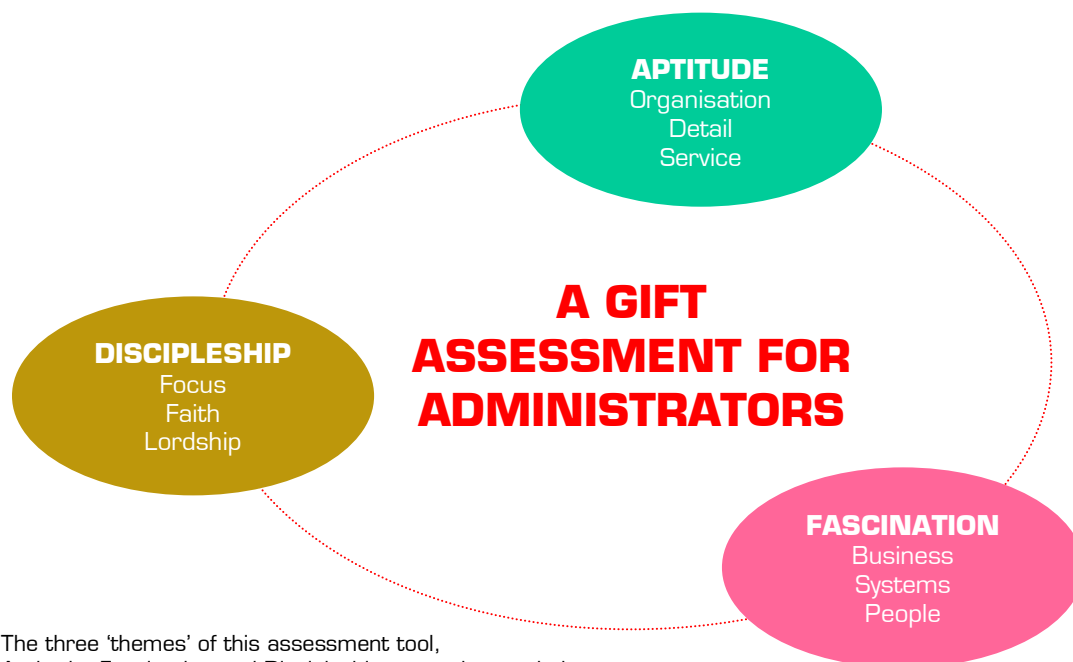 APTITUDE
Organisation
Detail
Service
A GIFT
ASSESSMENT FOR
ADMINISTRATORS
DISCIPLESHIP
Focus
Faith
Lordship
FASCINATION
Business
Systems
People
The three ‘themes’ of this assessment tool,